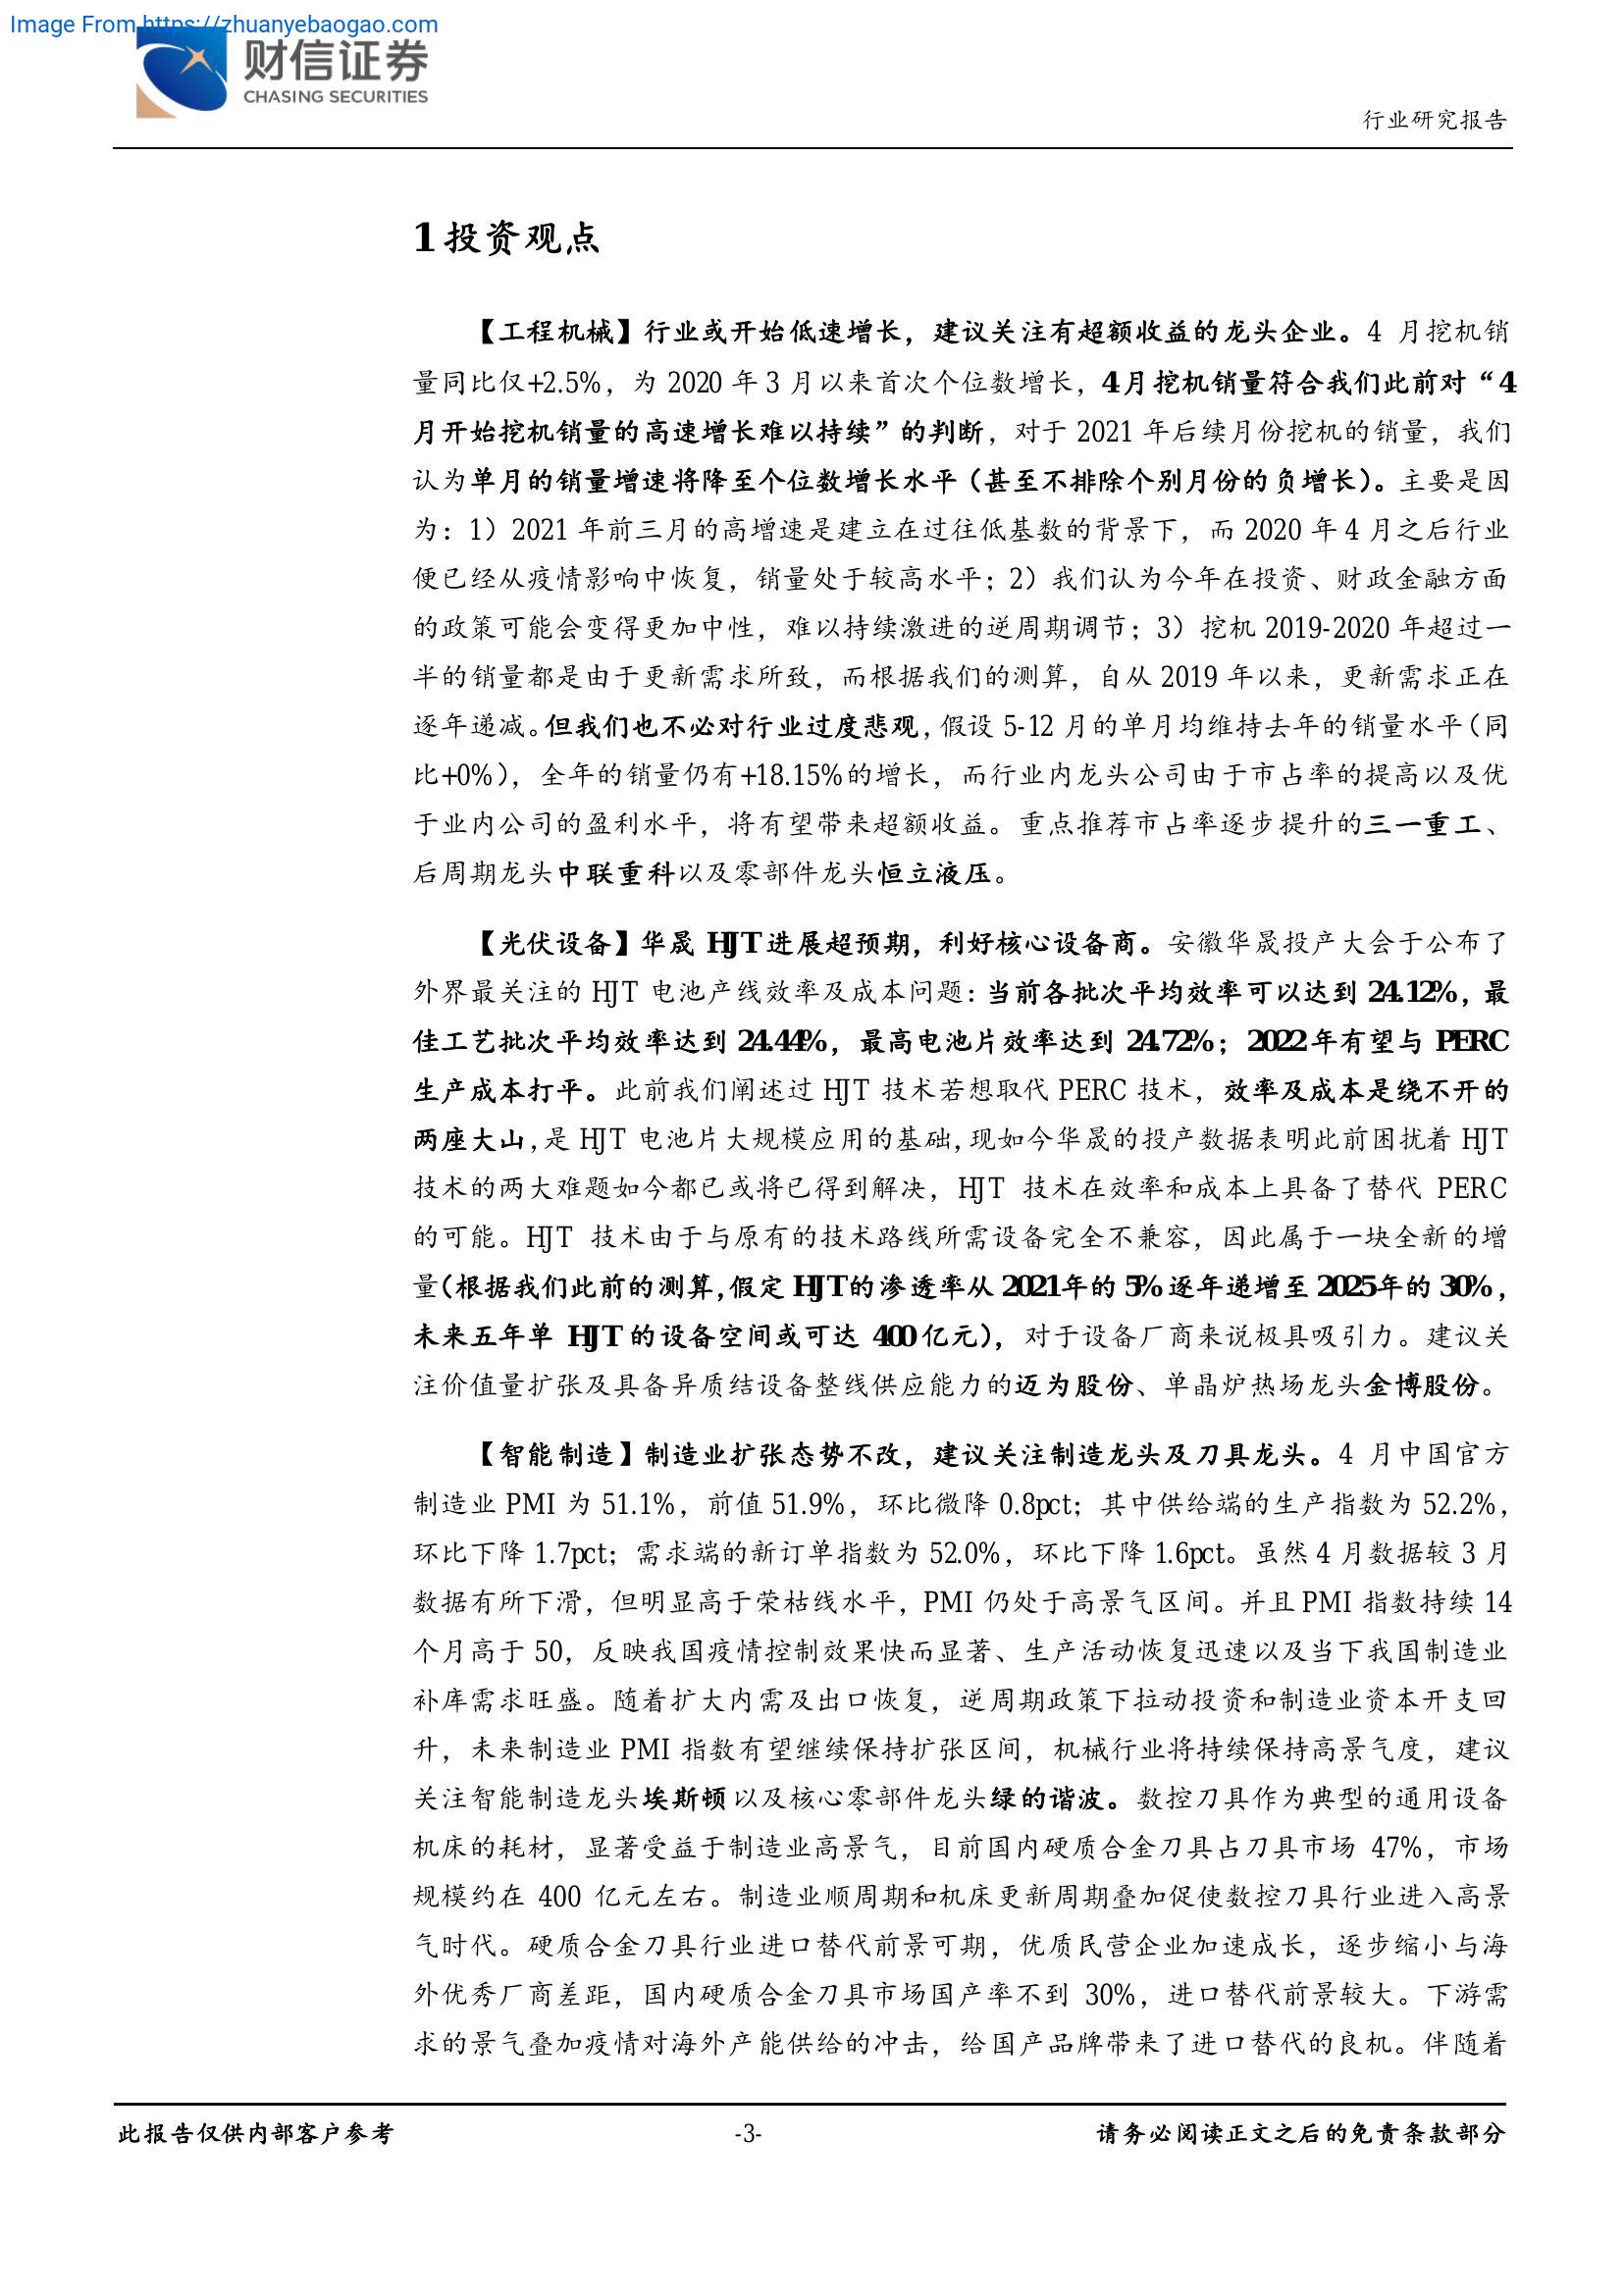 Image From https://zhuanyebaogao.com
财信证券
CHASING SECURITIES
行业研究报告
1 投资观点
【工程机械】行业或开始低速增长，建议关注有超额收益的龙头企业。4 月挖机销
量同比仅+2.5%，为 2020 年 3 月以来首次个位数增长，4 月挖机销量符合我们此前对“4
月开始挖机销量的高速增长难以持续”的判断，对于 2021 年后续月份挖机的销量，我们
认为单月的销量增速将降至个位数增长水平（甚至不排除个别月份的负增长）。主要是因
为：1）2021 年前三月的高增速是建立在过往低基数的背景下，而 2020 年 4 月之后行业
便已经从疫情影响中恢复，销量处于较高水平；2）我们认为今年在投资、财政金融方面
的政策可能会变得更加中性，难以持续激进的逆周期调节；3）挖机 2019-2020 年超过一
半的销量都是由于更新需求所致，而根据我们的测算，自从 2019 年以来，更新需求正在
逐年递减。但我们也不必对行业过度悲观，假设 5-12 月的单月均维持去年的销量水平（同
比+0%），全年的销量仍有+18.15%的增长，而行业内龙头公司由于市占率的提高以及优
于业内公司的盈利水平，将有望带来超额收益。重点推荐市占率逐步提升的三一重工、
后周期龙头中联重科以及零部件龙头恒立液压。
【光伏设备】华晟 HJT 进展超预期，利好核心设备商。安徽华晟投产大会于公布了
外界最关注的 HJT 电池产线效率及成本问题：当前各批次平均效率可以达到 24.12%，最
佳工艺批次平均效率达到 24.44%，最高电池片效率达到 24.72%；2022 年有望与 PERC
生产成本打平。此前我们阐述过 HJT 技术若想取代 PERC 技术，效率及成本是绕不开的
两座大山，是 HJT 电池片大规模应用的基础，现如今华晟的投产数据表明此前困扰着 HJT
技术的两大难题如今都已或将已得到解决，HJT 技术在效率和成本上具备了替代 PERC
的可能。HJT 技术由于与原有的技术路线所需设备完全不兼容，因此属于一块全新的增
量（根据我们此前的测算，假定 HJT 的渗透率从 2021 年的 5%逐年递增至 2025 年的 30%，
未来五年单 HJT 的设备空间或可达 400 亿元），对于设备厂商来说极具吸引力。建议关
注价值量扩张及具备异质结设备整线供应能力的迈为股份、单晶炉热场龙头金博股份。
【智能制造】制造业扩张态势不改，建议关注制造龙头及刀具龙头。4 月中国官方
制造业 PMI 为 51.1%，前值 51.9%，环比微降 0.8pct；其中供给端的生产指数为 52.2%，
环比下降 1.7pct；需求端的新订单指数为 52.0%，环比下降 1.6pct。虽然 4 月数据较 3 月
数据有所下滑，但明显高于荣枯线水平，PMI 仍处于高景气区间。并且 PMI 指数持续 14
个月高于 50，反映我国疫情控制效果快而显著、生产活动恢复迅速以及当下我国制造业
补库需求旺盛。随着扩大内需及出口恢复，逆周期政策下拉动投资和制造业资本开支回
升，未来制造业 PMI 指数有望继续保持扩张区间，机械行业将持续保持高景气度，建议
关注智能制造龙头埃斯顿以及核心零部件龙头绿的谐波。数控刀具作为典型的通用设备
机床的耗材，显著受益于制造业高景气，目前国内硬质合金刀具占刀具市场 47%，市场
规模约在 400 亿元左右。制造业顺周期和机床更新周期叠加促使数控刀具行业进入高景
气时代。硬质合金刀具行业进口替代前景可期，优质民营企业加速成长，逐步缩小与海
外优秀厂商差距，国内硬质合金刀具市场国产率不到 30%，进口替代前景较大。下游需
求的景气叠加疫情对海外产能供给的冲击，给国产品牌带来了进口替代的良机。伴随着
此报告仅供内部客户参考
-3-
请务必阅读正文之后的免责条款部分